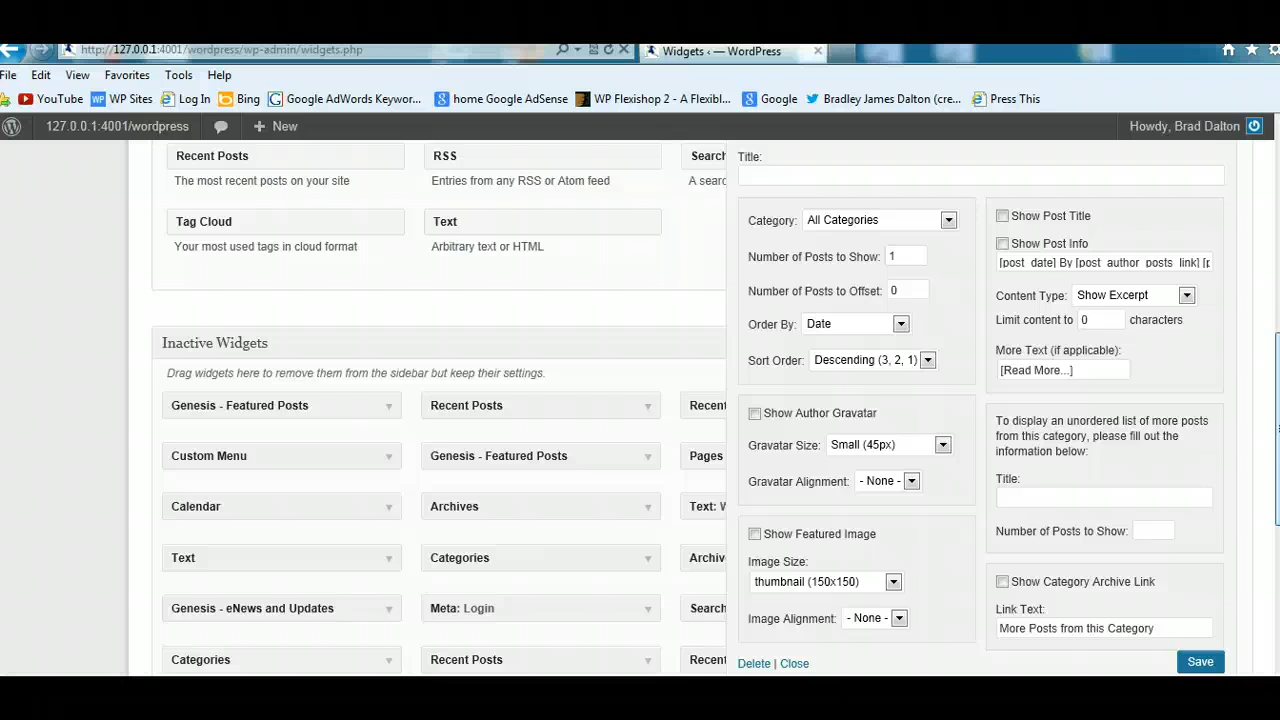 http://127.0.0.1:4001/wordpress/wp-admin/widgets.php
Widgets ‹ — WordPress
File Edit View Favorites Tools Help
YouTube WP Sites Log In Bing Google AdWords Keywor... home Google AdSense WP Flexishop 2 - A Flexibl... Google Bradley James Dalton (cre... Press This
127.0.0.1:4001/wordpress + New Howdy, Brad Dalton
Recent Posts RSS Search
The most recent posts on your site Entries from any RSS or Atom feed A sear
Tag Cloud Text
Your most used tags in cloud format Arbitrary text or HTML
Inactive Widgets
Drag widgets here to remove them from the sidebar but keep their settings.
Genesis - Featured Posts Recent Posts Recen
Custom Menu Genesis - Featured Posts Pages
Calendar Archives Text: W
Text Categories Archiv
Genesis - eNews and Updates Meta: Login Searc
Categories Recent Posts Recen
Title:
Category: All Categories
Number of Posts to Show: 1
Number of Posts to Offset: 0
Order By: Date
Sort Order: Descending (3, 2, 1)
Show Author Gravatar
Gravatar Size: Small (45px)
Gravatar Alignment: - None -
Show Featured Image
Image Size:
thumbnail (150x150)
Image Alignment: - None -
Delete | Close
Show Post Title
Show Post Info
[post_date] By [post_author_posts_link] [p
Content Type: Show Excerpt
Limit content to 0 characters
More Text (if applicable):
[Read More...]
To display an unordered list of more posts
from this category, please fill out the
information below:
Title:
Number of Posts to Show:
Show Category Archive Link
Link Text:
More Posts from this Category
Save